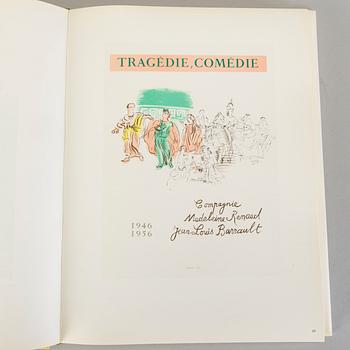 TRAGÉDIE, COMÉDIE
Compagnie
Madeleine Renaud
Jean-Louis Barrault
1946
1956